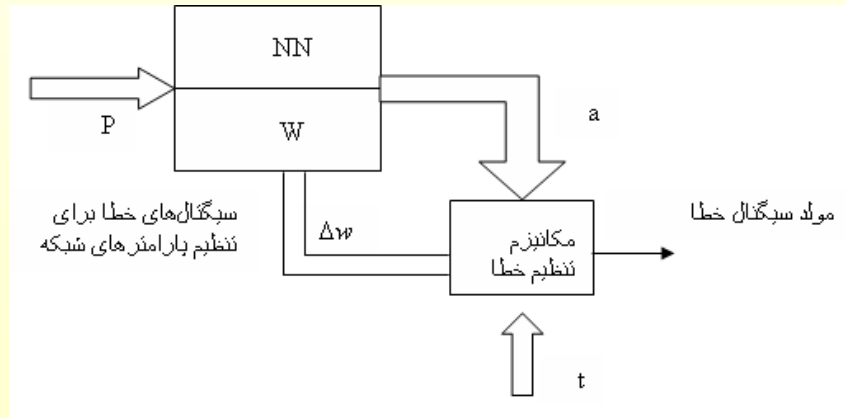 NN
P
W
a
سیگنال‌های خطا برای
تنظیم پارامترهای شبکه
Δw
مکانیزم
تنظیم خطا
مولد سیگنال خطا
t